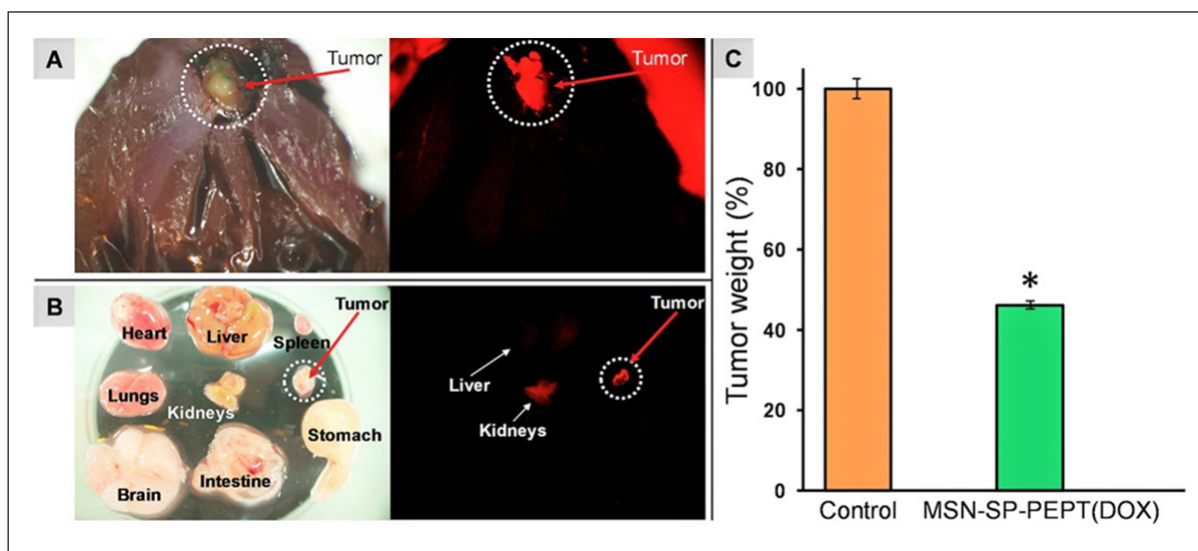 A
Tumor
Tumor
B
Heart
Liver
Spleen
Tumor
Lungs
Kidneys
Stomach
Brain
Intestine
Tumor
Liver
Kidneys
C
Tumor weight (%)
100
80
60
40
20
0
*
Control
MSN-SP-PEPT(DOX)